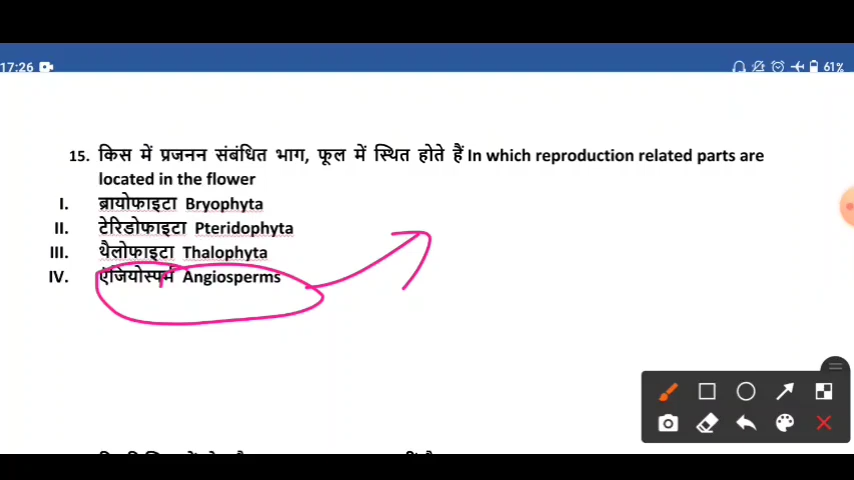 17:26
61%
15. किस में प्रजनन संबंधित भाग, फूल में स्थित होते हैं In which reproduction related parts are
located in the flower
I. ब्रायोफाइटा Bryophyta
II. टेरिडोफाइटा Pteridophyta
III. थैलोफाइटा Thalophyta
IV. एंजियोस्पर्म Angiosperms